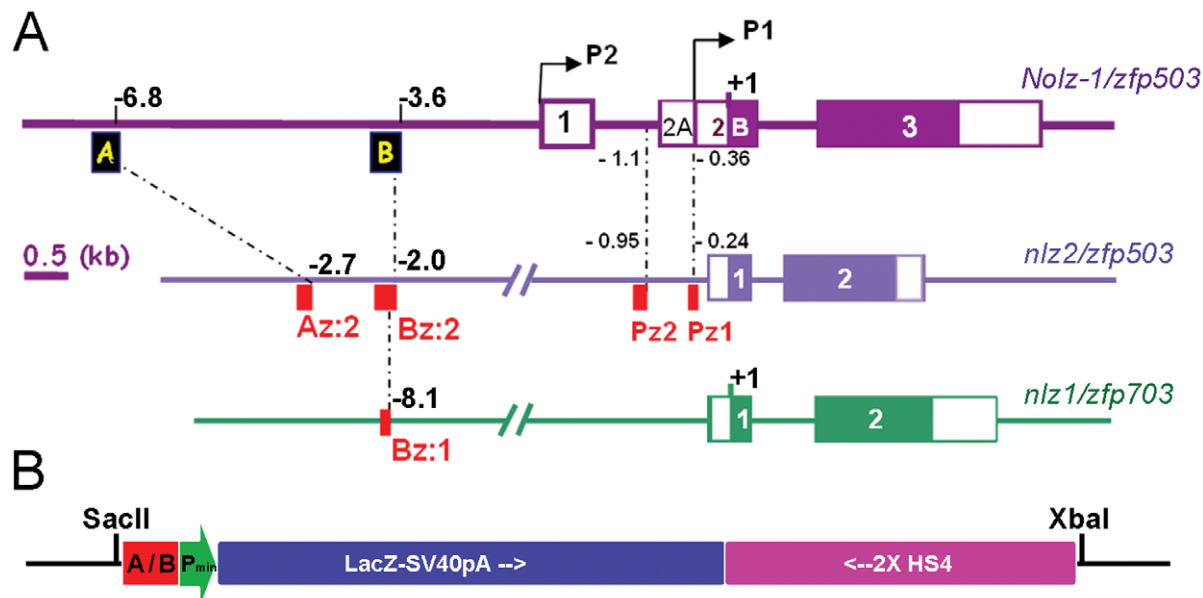 A
P2
P1
Nolz-1/zfp503
-6.8
-3.6
+1
1
2A
2
B
3
A
B
- 1.1
- 0.36
0.5 (kb)
- 0.95
- 0.24
nlz2/zfp503
-2.7
-2.0
1
2
Az:2
Bz:2
Pz2
Pz1
-8.1
+1
nlz1/zfp703
1
2
Bz:1
B
SacII
XbaI
A/B
Pmin
LacZ-SV40pA -->
<--2X HS4